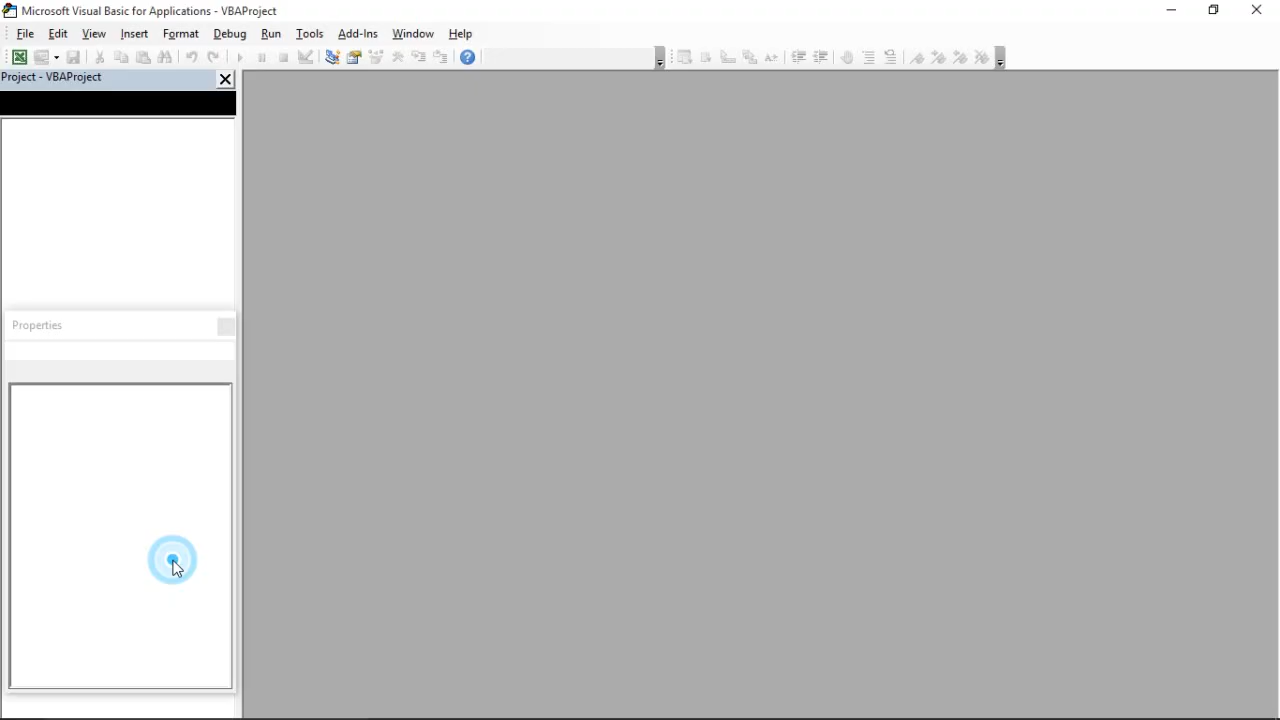 Microsoft Visual Basic for Applications - VBAProject
File Edit View Insert Format Debug Run Tools Add-Ins Window Help
Project - VBAProject
Properties